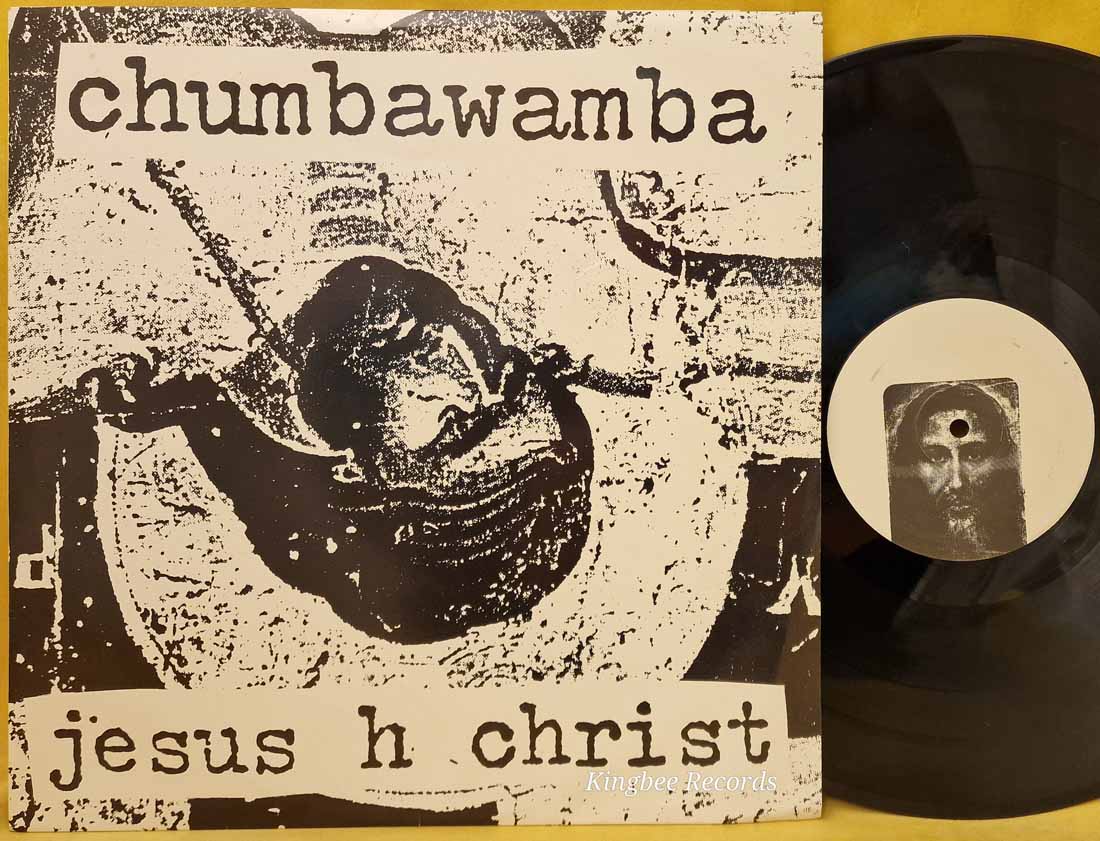 chumbawamba
jesus h christ
Kingbee Records